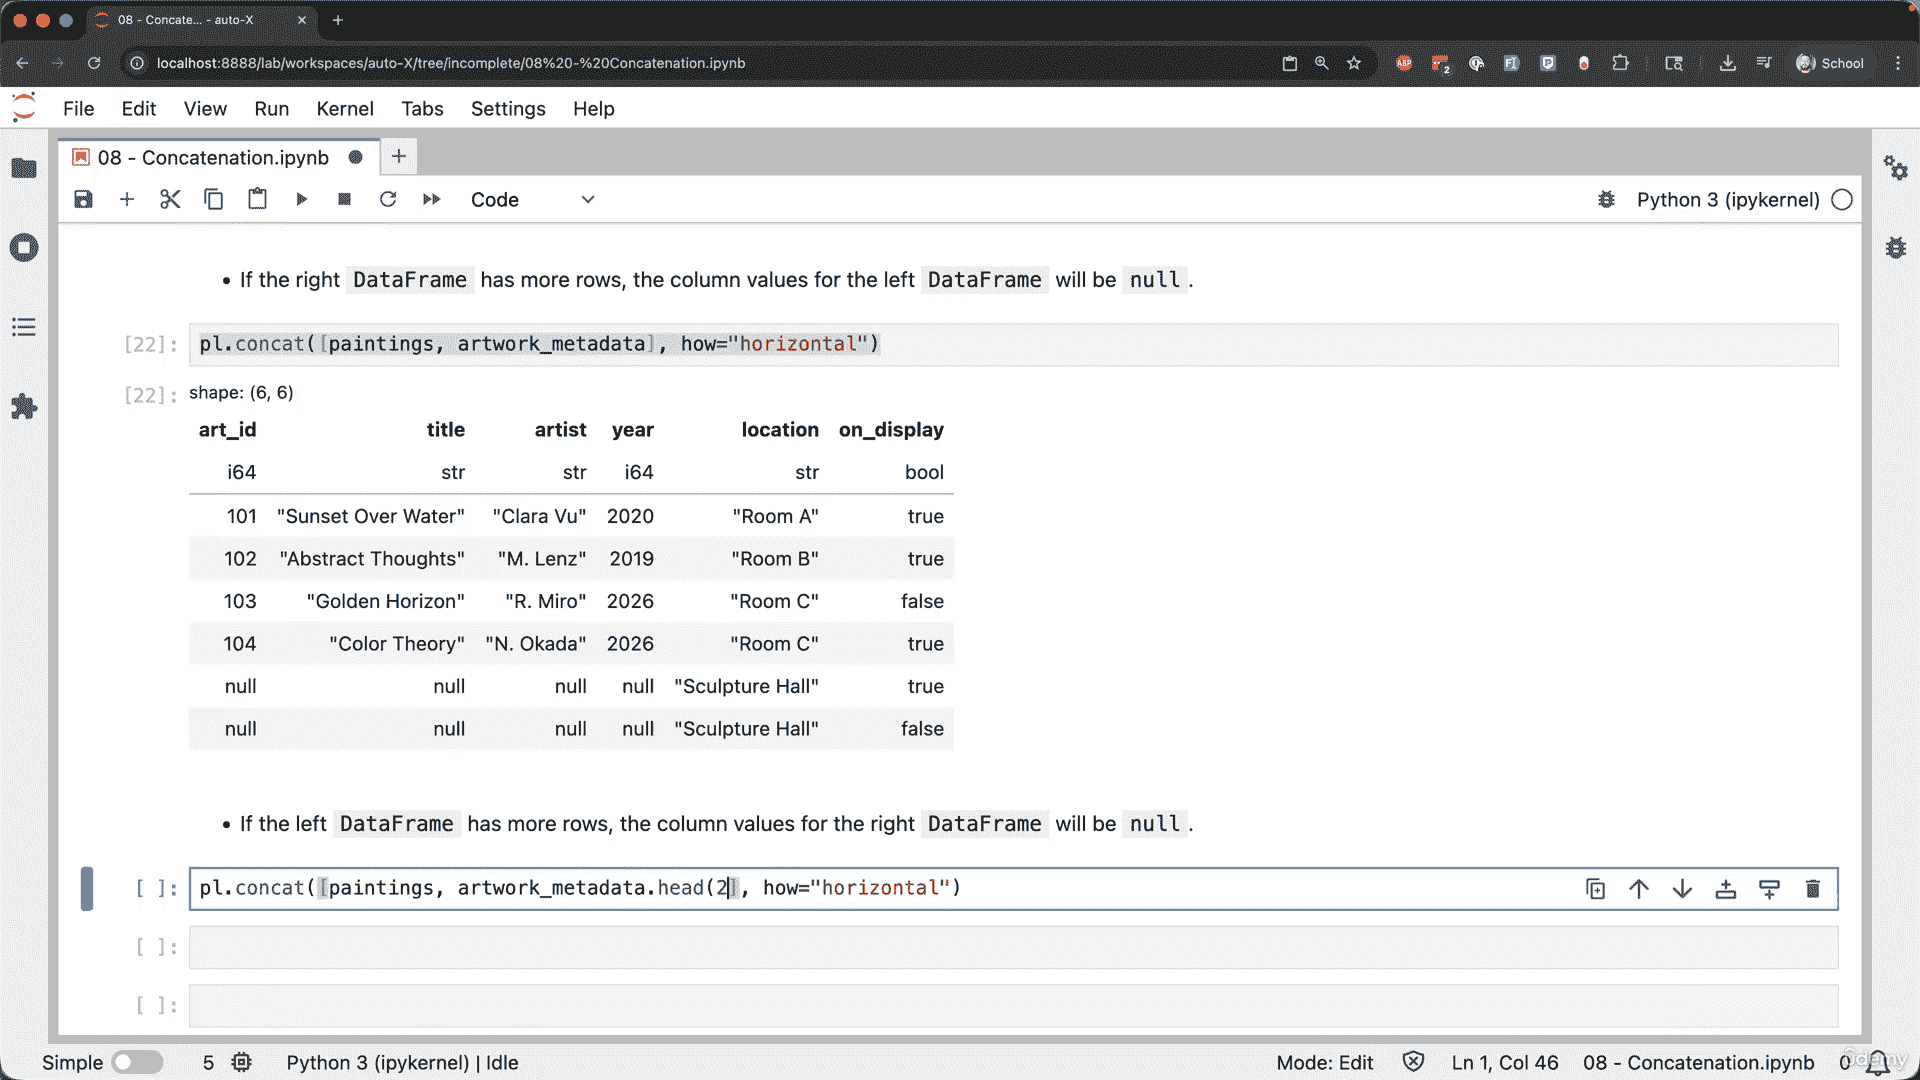 08 - Concate... - auto-X
localhost:8888/lab/workspaces/auto-X/tree/incomplete/08%20-%20Concatenation.ipynb
ABP
2
School
File Edit View Run Kernel Tabs Settings Help
08 - Concatenation.ipynb
Code
Python 3 (ipykernel)
• If the right DataFrame has more rows, the column values for the left DataFrame will be null.
[22]: pl.concat([paintings, artwork_metadata], how="horizontal")
[22]: shape: (6, 6)
art_id title artist year location on_display
i64 str str i64 str bool
101 "Sunset Over Water" "Clara Vu" 2020 "Room A" true
102 "Abstract Thoughts" "M. Lenz" 2019 "Room B" true
103 "Golden Horizon" "R. Miro" 2026 "Room C" false
104 "Color Theory" "N. Okada" 2026 "Room C" true
null null null null "Sculpture Hall" true
null null null null "Sculpture Hall" false
• If the left DataFrame has more rows, the column values for the right DataFrame will be null.
[ ]: pl.concat([paintings, artwork_metadata.head(2], how="horizontal")
[ ]:
[ ]:
Simple 5 Python 3 (ipykernel) | Idle Mode: Edit Ln 1, Col 46 08 - Concatenation.ipynb 0
udemy